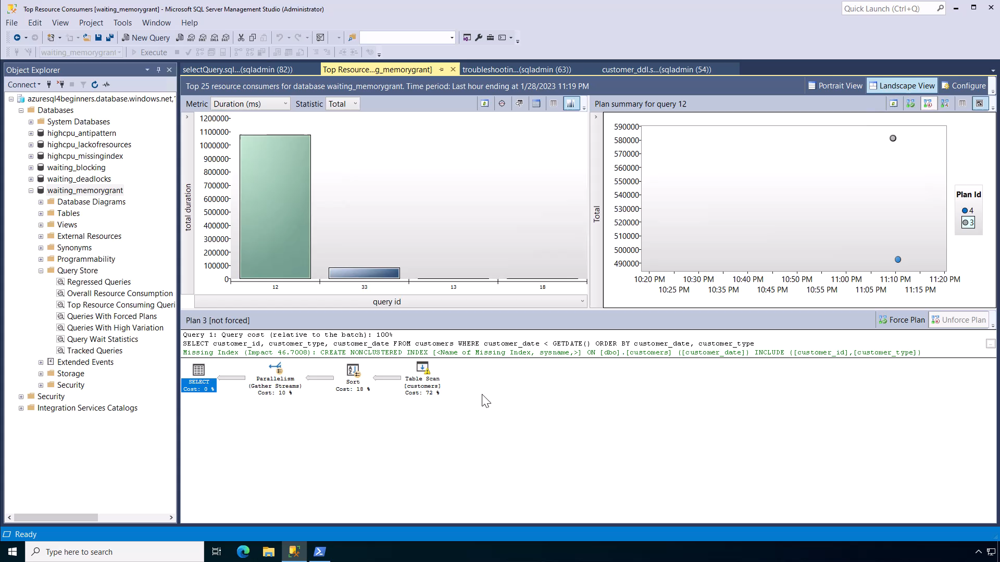 Top Resource Consumers [waiting_memorygrant] - Microsoft SQL Server Management Studio (Administrator)
Quick Launch (Ctrl+Q)
File Edit View Project Tools Window Help
New Query
MDX DMX XMLA DAX
waiting_memorygrant
Execute
Object Explorer
Connect
azuresql4beginners.database.windows.net,
Databases
System Databases
highcpu_antipattern
highcpu_lackofresources
highcpu_missingindex
waiting_blocking
waiting_deadlocks
waiting_memorygrant
Database Diagrams
Tables
Views
External Resources
Synonyms
Programmability
Query Store
Regressed Queries
Overall Resource Consumption
Top Resource Consuming Queri
Queries With Forced Plans
Queries With High Variation
Query Wait Statistics
Tracked Queries
Extended Events
Storage
Security
Security
Integration Services Catalogs
selectQuery.sql...(sqladmin (82))
Top Resource...g_memorygrant]
troubleshootin...(sqladmin (63))
customer_ddl.s...(sqladmin (54))
Top 25 resource consumers for database waiting_memorygrant. Time period: Last hour ending at 1/28/2023 11:19 PM
Portrait View
Landscape View
Configure
Metric Duration (ms) Statistic Total
total duration
1200000
1100000
1000000
900000
800000
700000
600000
500000
400000
300000
200000
100000
0
12 33 13 18
query id
Plan summary for query 12
Total
590000
580000
570000
560000
550000
540000
530000
520000
510000
500000
490000
10:20 PM 10:30 PM 10:40 PM 10:50 PM 11:00 PM 11:10 PM 11:20 PM
10:25 PM 10:35 PM 10:45 PM 10:55 PM 11:05 PM 11:15 PM
Plan Id
4
3
Plan 3 [not forced]
Force Plan
Unforce Plan
Query 1: Query cost (relative to the batch): 100%
SELECT customer_id, customer_type, customer_date FROM customers WHERE customer_date < GETDATE() ORDER BY customer_date, customer_type
Missing Index (Impact 46.7008): CREATE NONCLUSTERED INDEX [<Name of Missing Index, sysname,>] ON [dbo].[customers] ([customer_date]) INCLUDE ([customer_id],[customer_type])
SELECT
Cost: 0 %
Parallelism
(Gather Streams)
Cost: 10 %
Sort
Cost: 18 %
Table Scan
[customers]
Cost: 72 %
Ready
Type here to search